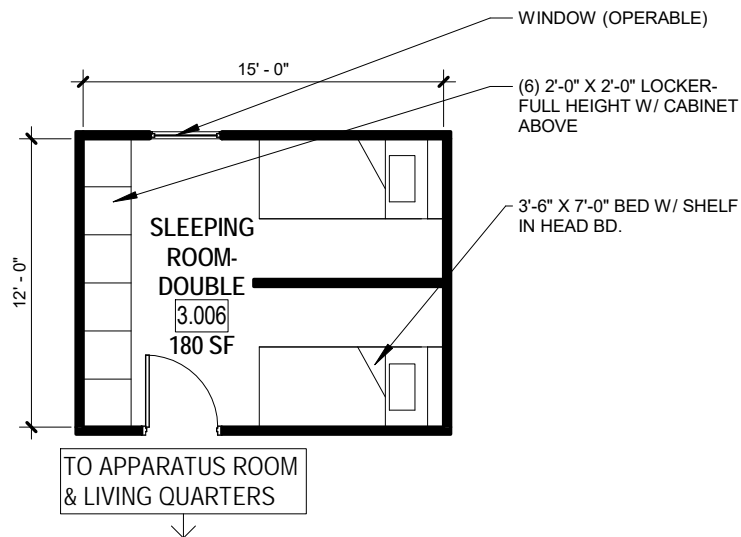 WINDOW (OPERABLE)
15' - 0"
(6) 2'-0" X 2'-0" LOCKER-
FULL HEIGHT W/ CABINET
ABOVE
3'-6" X 7'-0" BED W/ SHELF
IN HEAD BD.
12' - 0"
SLEEPING
ROOM-
DOUBLE
3.006
180 SF
TO APPARATUS ROOM
& LIVING QUARTERS